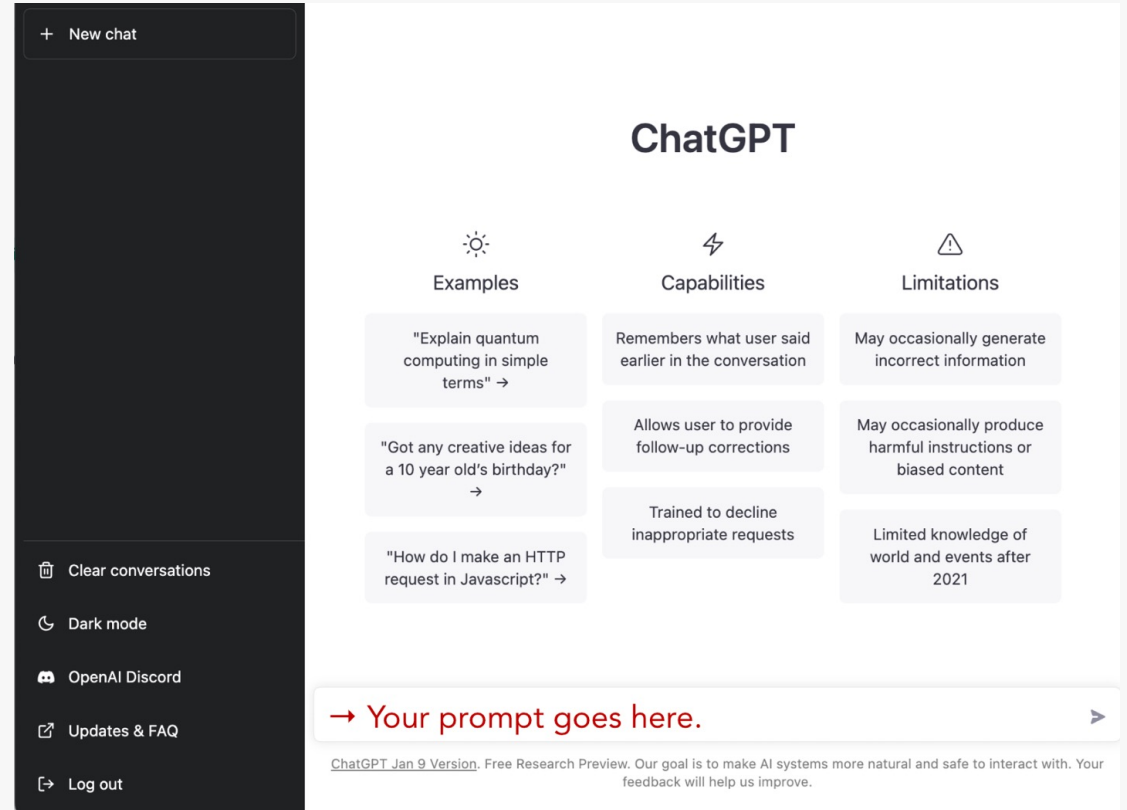 + New chat
Clear conversations
Dark mode
OpenAI Discord
Updates & FAQ
Log out
ChatGPT
Examples
"Explain quantum
computing in simple
terms" →
"Got any creative ideas for
a 10 year old's birthday?"
→
"How do I make an HTTP
request in Javascript?" →
Capabilities
Remembers what user said
earlier in the conversation
Allows user to provide
follow-up corrections
Trained to decline
inappropriate requests
Limitations
May occasionally generate
incorrect information
May occasionally produce
harmful instructions or
biased content
Limited knowledge of
world and events after
2021
→ Your prompt goes here.
ChatGPT Jan 9 Version. Free Research Preview. Our goal is to make AI systems more natural and safe to interact with. Your
feedback will help us improve.